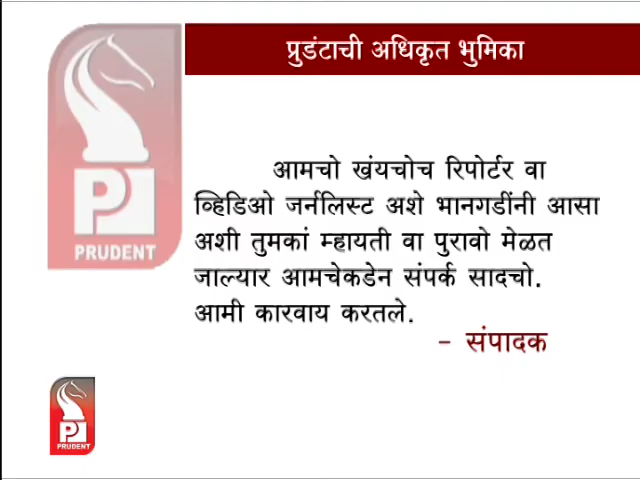 प्रुडंटाची अधिकृत भुमिका
आमचो खंयचोच रिपोर्टर वा
व्हिडिओ जर्नलिस्ट अशे भानगडींनी आसा
अशी तुमकां म्हायती वा पुरावो मेळत
जाल्यार आमचेकडेन संपर्क सादचो.
आमी कारवाय करतले.
- संपादक
PRUDENT
PRUDENT